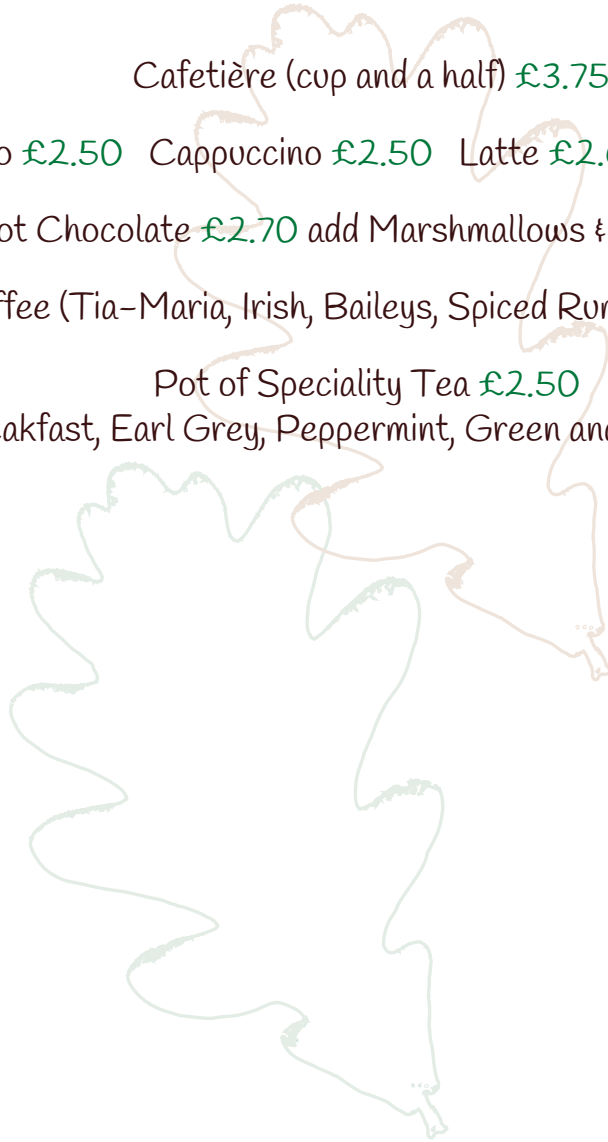 Cafetière (cup and a half) £3.75
£2.50 Cappuccino £2.50 Latte
Chocolate £2.70 add Marshmallows &
(Tia-Maria, Irish, Baileys, Spiced
Pot of Speciality Tea £2.50
Earl Grey, Peppermint, Green